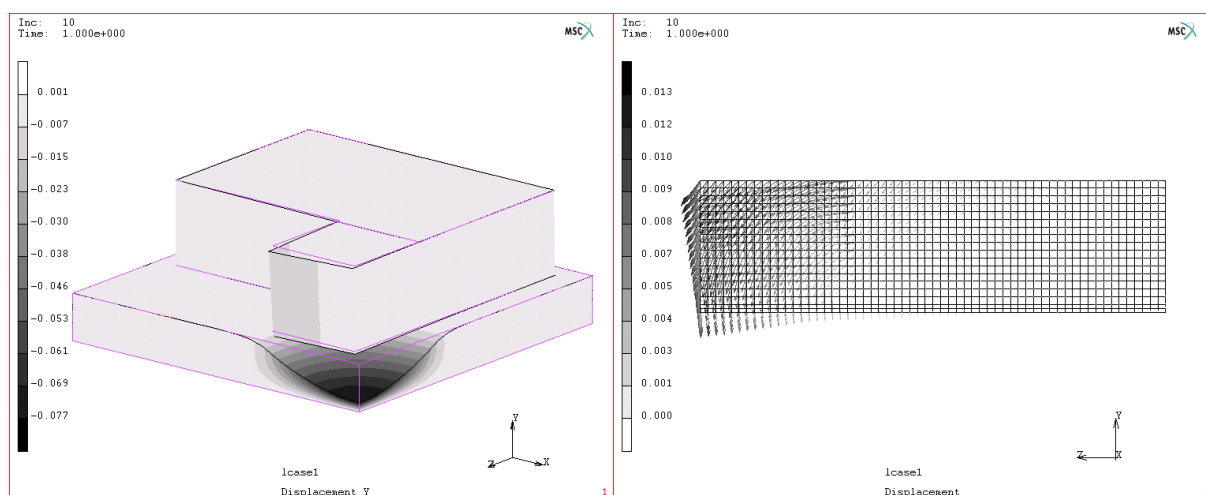 Inc: 10
Time: 1.000e+000
MSC
0.001
-0.007
-0.015
-0.023
-0.030
-0.038
-0.046
-0.053
-0.061
-0.069
-0.077
Y
Z X
lcase1
Displacement Y
1
Inc: 10
Time: 1.000e+000
MSC
0.013
0.012
0.010
0.009
0.008
0.007
0.005
0.004
0.003
0.001
0.000
Y
Z X
lcase1
Displacement